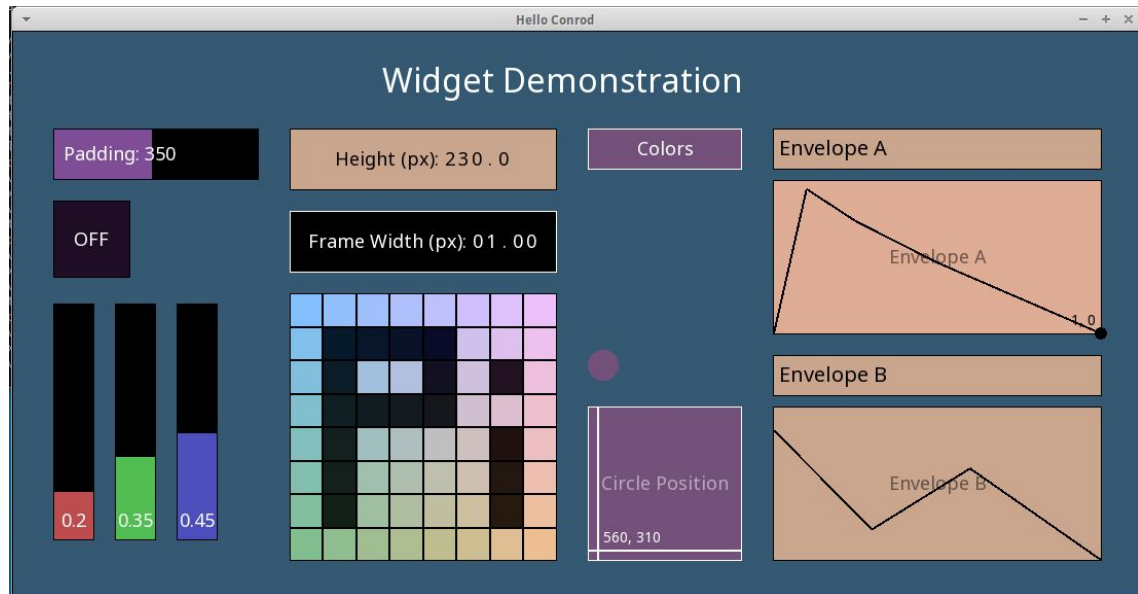 Hello Conrod
Widget Demonstration
Padding: 350
OFF
0.2
0.35
0.45
Height (px): 230.0
Frame Width (px): 01.00
Colors
Circle Position
560, 310
Envelope A
Envelope A
1, 0
Envelope B
Envelope B